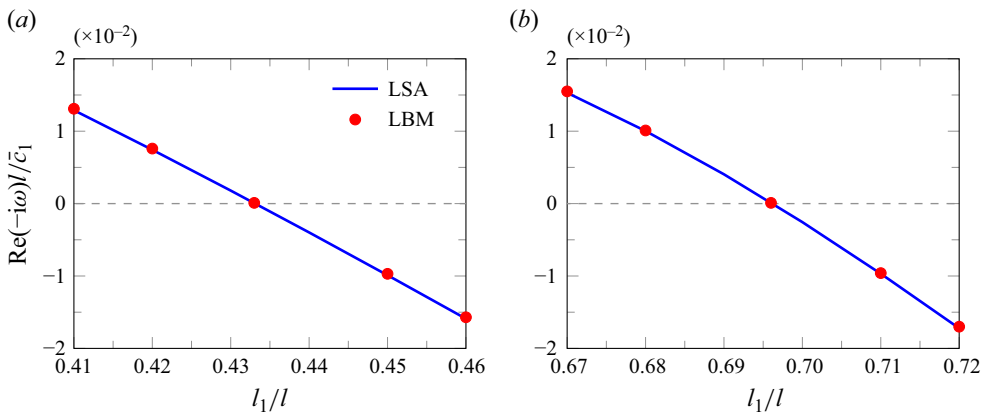 (a)
(×10⁻²)
2
1
0
−1
−2
Re(−iω)l/c̄₁
LSA
LBM
0.41 0.42 0.43 0.44 0.45 0.46
l₁/l
(b)
(×10⁻²)
2
1
0
−1
−2
0.67 0.68 0.69 0.70 0.71 0.72
l₁/l